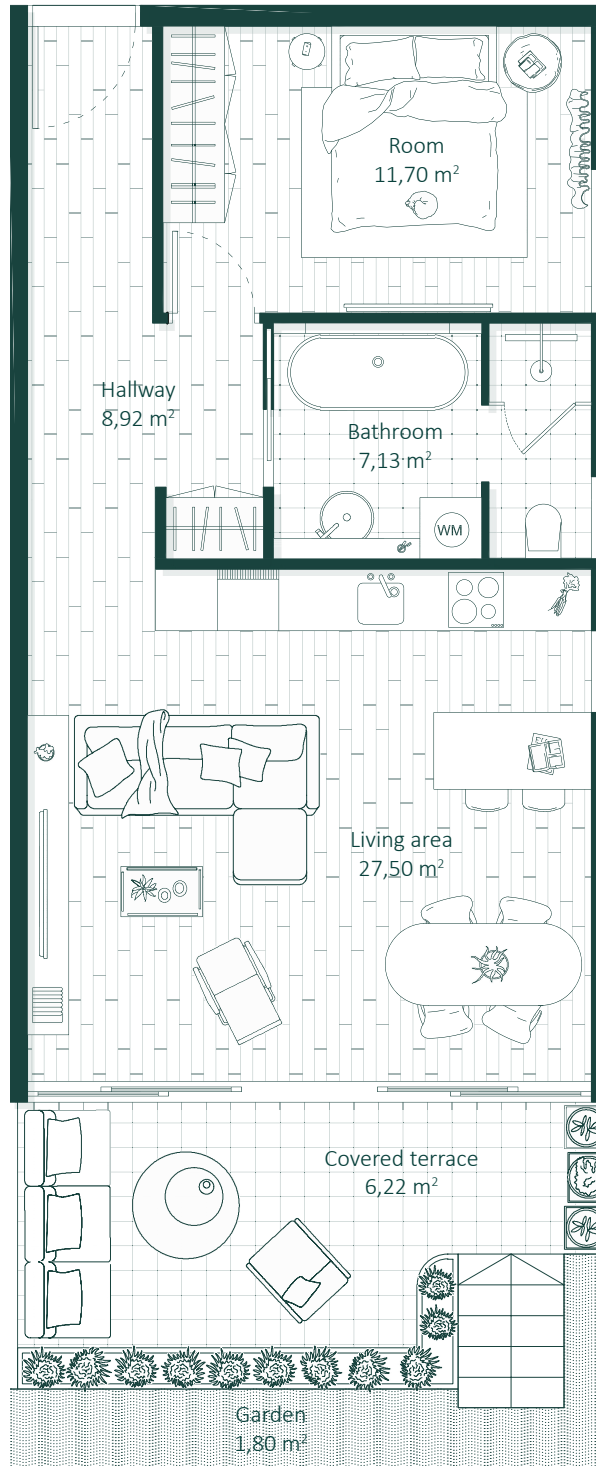 Room
11,70 m²
Hallway
8,92 m²
Bathroom
7,13 m²
WM
Living area
27,50 m²
Covered terrace
6,22 m²
Garden
1,80 m²